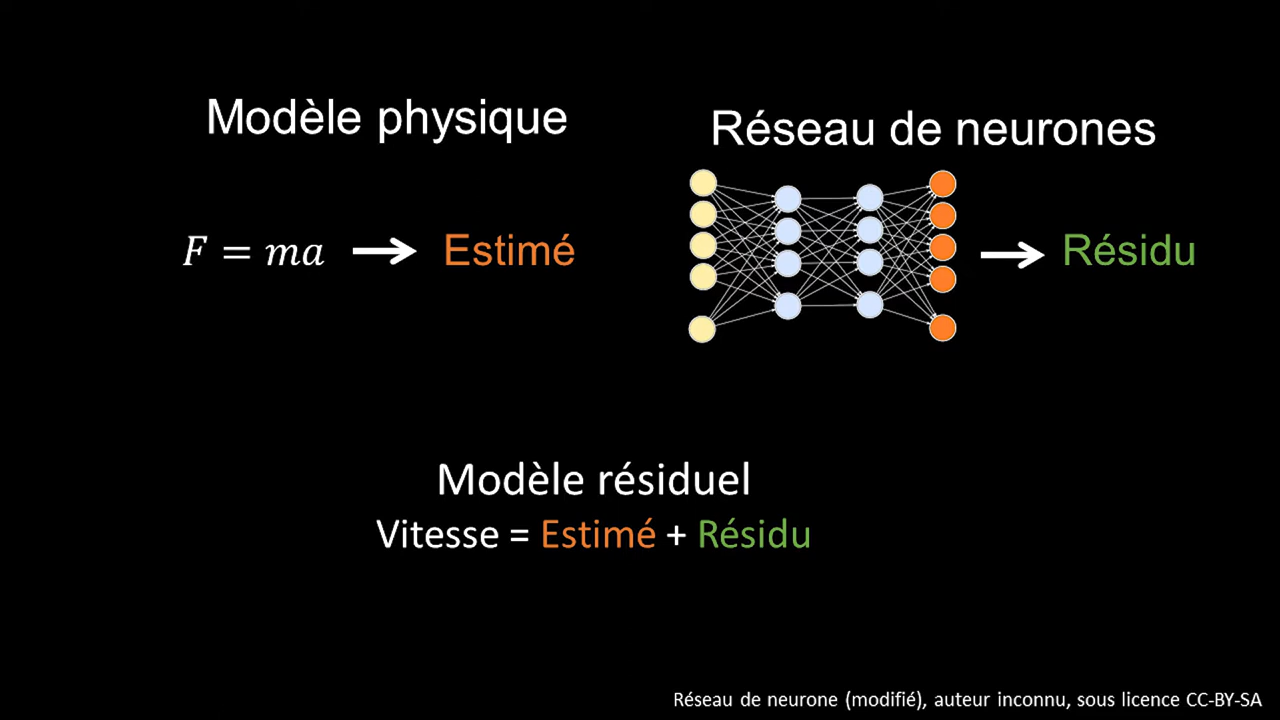 Modèle physique
Réseau de neurones
F = ma → Estimé
→ Résidu
Modèle résiduel
Vitesse = Estimé + Résidu
Réseau de neurone (modifié), auteur inconnu, sous licence CC-BY-SA